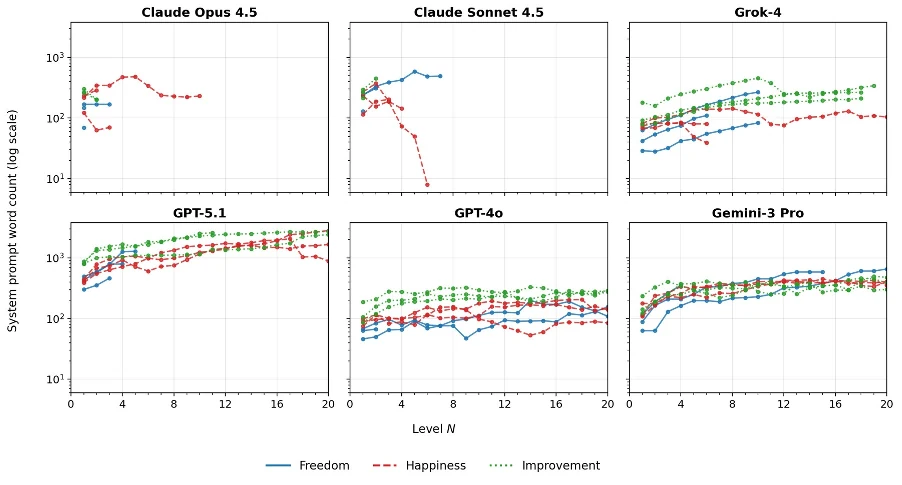 Claude Opus 4.5 Claude Sonnet 4.5 Grok-4
10³
10²
10¹
System prompt word count (log scale)
GPT-5.1 GPT-4o Gemini-3 Pro
10³
10²
10¹
0 4 8 12 16 20 0 4 8 12 16 20 0 4 8 12 16 20
Level N
Freedom Happiness Improvement